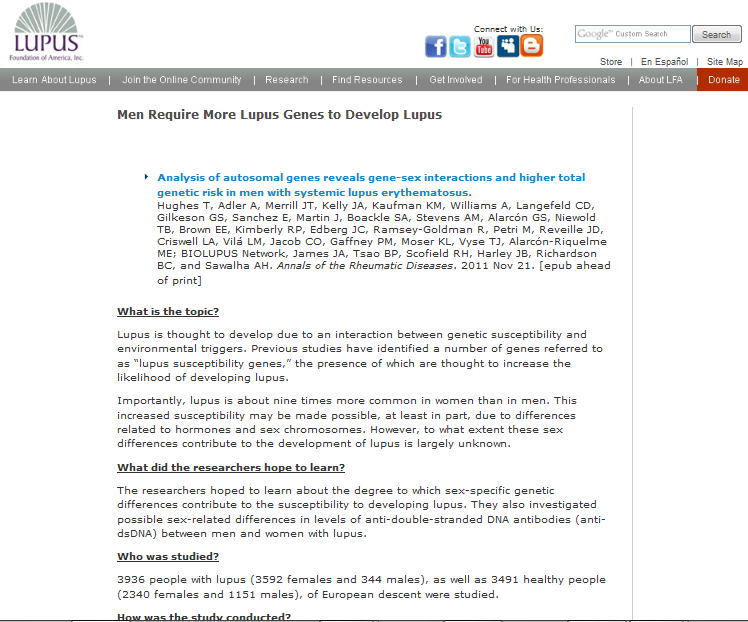 LUPUS™
Foundation of America, Inc.
Connect with Us:
You
Tube
Google™ Custom Search
Search
Store | En Español | Site Map
Learn About Lupus | Join the Online Community | Research | Find Resources | Get Involved | For Health Professionals | About LFA | Donate
Men Require More Lupus Genes to Develop Lupus
Analysis of autosomal genes reveals gene-sex interactions and higher total
genetic risk in men with systemic lupus erythematosus.
Hughes T, Adler A, Merrill JT, Kelly JA, Kaufman KM, Williams A, Langefeld CD,
Gilkeson GS, Sanchez E, Martin J, Boackle SA, Stevens AM, Alarcón GS, Niewold
TB, Brown EE, Kimberly RP, Edberg JC, Ramsey-Goldman R, Petri M, Reveille JD,
Criswell LA, Vilá LM, Jacob CO, Gaffney PM, Moser KL, Vyse TJ, Alarcón-Riquelme
ME; BIOLUPUS Network, James JA, Tsao BP, Scofield RH, Harley JB, Richardson
BC, and Sawalha AH. Annals of the Rheumatic Diseases. 2011 Nov 21. [epub ahead
of print]
What is the topic?
Lupus is thought to develop due to an interaction between genetic susceptibility and
environmental triggers. Previous studies have identified a number of genes referred to
as “lupus susceptibility genes,” the presence of which are thought to increase the
likelihood of developing lupus.
Importantly, lupus is about nine times more common in women than in men. This
increased susceptibility may be made possible, at least in part, due to differences
related to hormones and sex chromosomes. However, to what extent these sex
differences contribute to the development of lupus is largely unknown.
What did the researchers hope to learn?
The researchers hoped to learn about the degree to which sex-specific genetic
differences contribute to the susceptibility to developing lupus. They also investigated
possible sex-related differences in levels of anti-double-stranded DNA antibodies (anti-
dsDNA) between men and women with lupus.
Who was studied?
3936 people with lupus (3592 females and 344 males), as well as 3491 healthy people
(2340 females and 1151 males), of European descent were studied.
How was the study conducted?